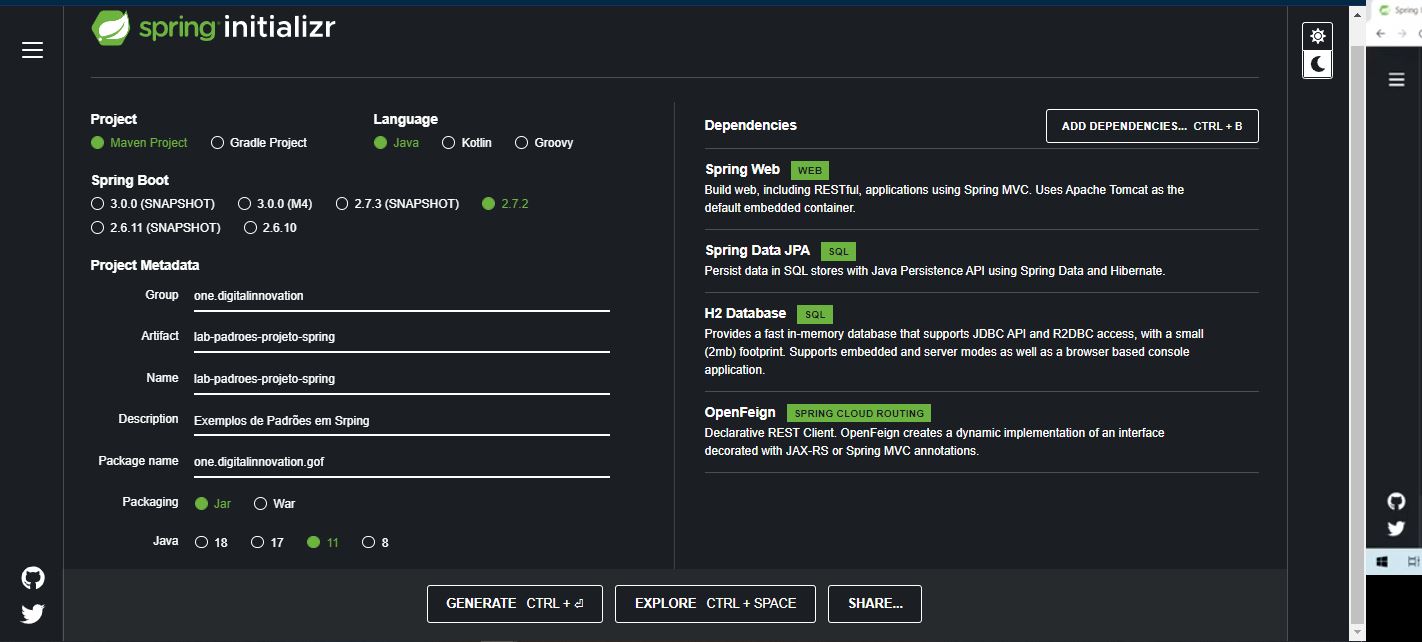 spring initializr
Project
Maven Project
Gradle Project
Language
Java
Kotlin
Groovy
Spring Boot
3.0.0 (SNAPSHOT)
3.0.0 (M4)
2.7.3 (SNAPSHOT)
2.7.2
2.6.11 (SNAPSHOT)
2.6.10
Project Metadata
Group one.digitalinnovation
Artifact lab-padroes-projeto-spring
Name lab-padroes-projeto-spring
Description Exemplos de Padrões em Srping
Package name one.digitalinnovation.gof
Packaging Jar War
Java 18 17 11 8
Dependencies
ADD DEPENDENCIES... CTRL + B
Spring Web WEB
Build web, including RESTful, applications using Spring MVC. Uses Apache Tomcat as the
default embedded container.
Spring Data JPA SQL
Persist data in SQL stores with Java Persistence API using Spring Data and Hibernate.
H2 Database SQL
Provides a fast in-memory database that supports JDBC API and R2DBC access, with a small
(2mb) footprint. Supports embedded and server modes as well as a browser based console
application.
OpenFeign SPRING CLOUD ROUTING
Declarative REST Client. OpenFeign creates a dynamic implementation of an interface
decorated with JAX-RS or Spring MVC annotations.
GENERATE CTRL + ⏎
EXPLORE CTRL + SPACE
SHARE...
Spring